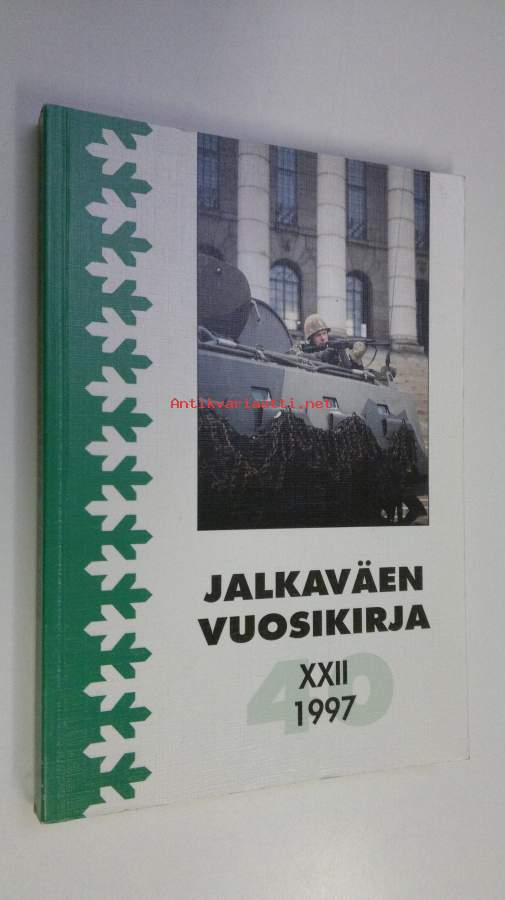 Antikvariaatti.net
JALKAVÄEN
VUOSIKIRJA
40
XXII
1997